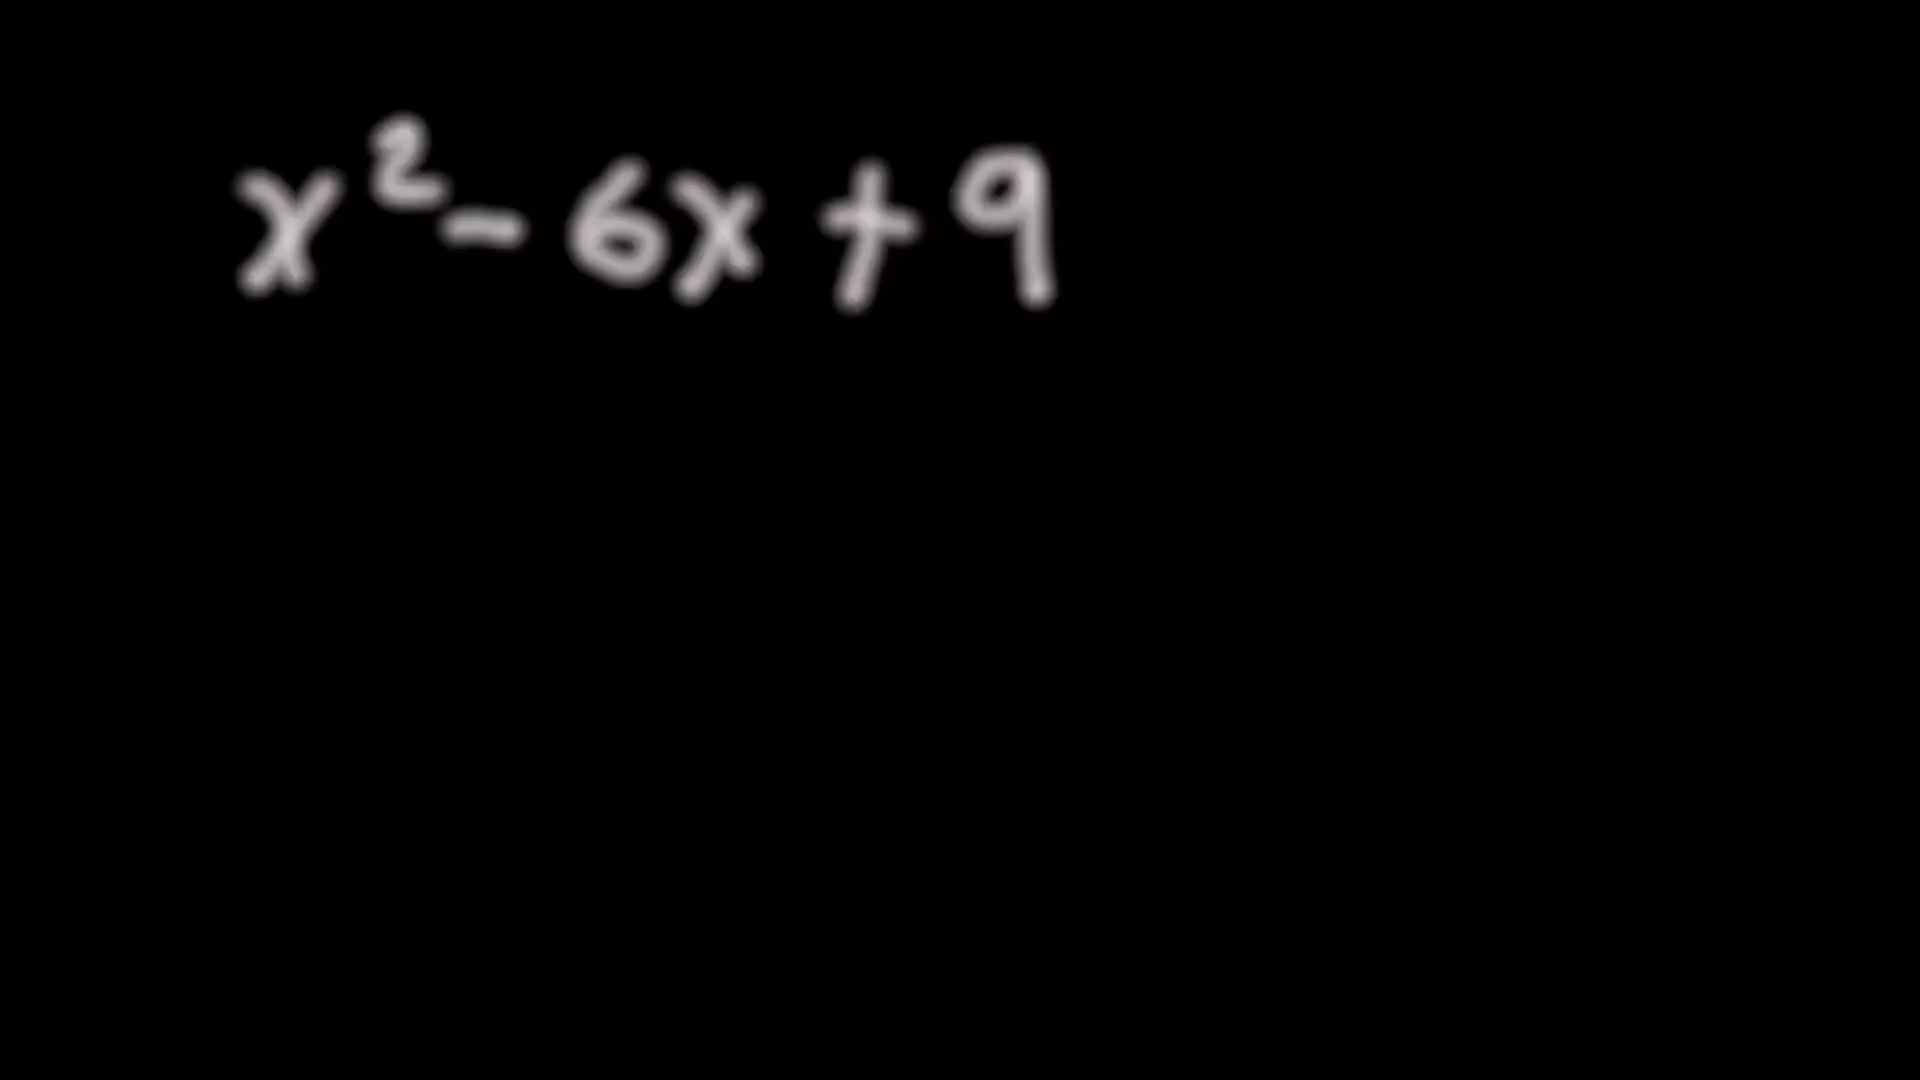 x² - 6x + 9